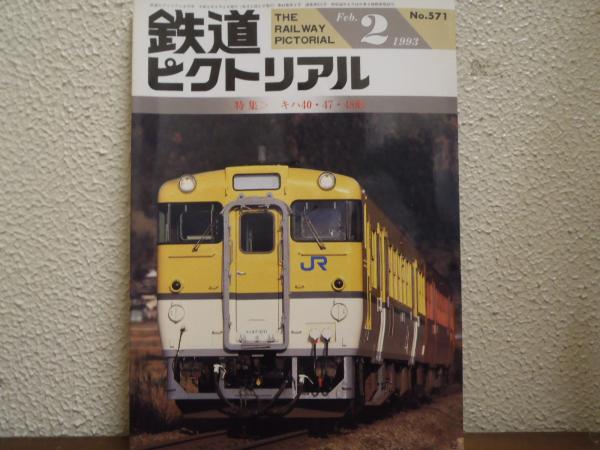 鉄道
ピクトリアル
THE
RAILWAY
PICTORIAL
Feb.
2
1993
No.571
特集＞ キハ40・47・48形
JR